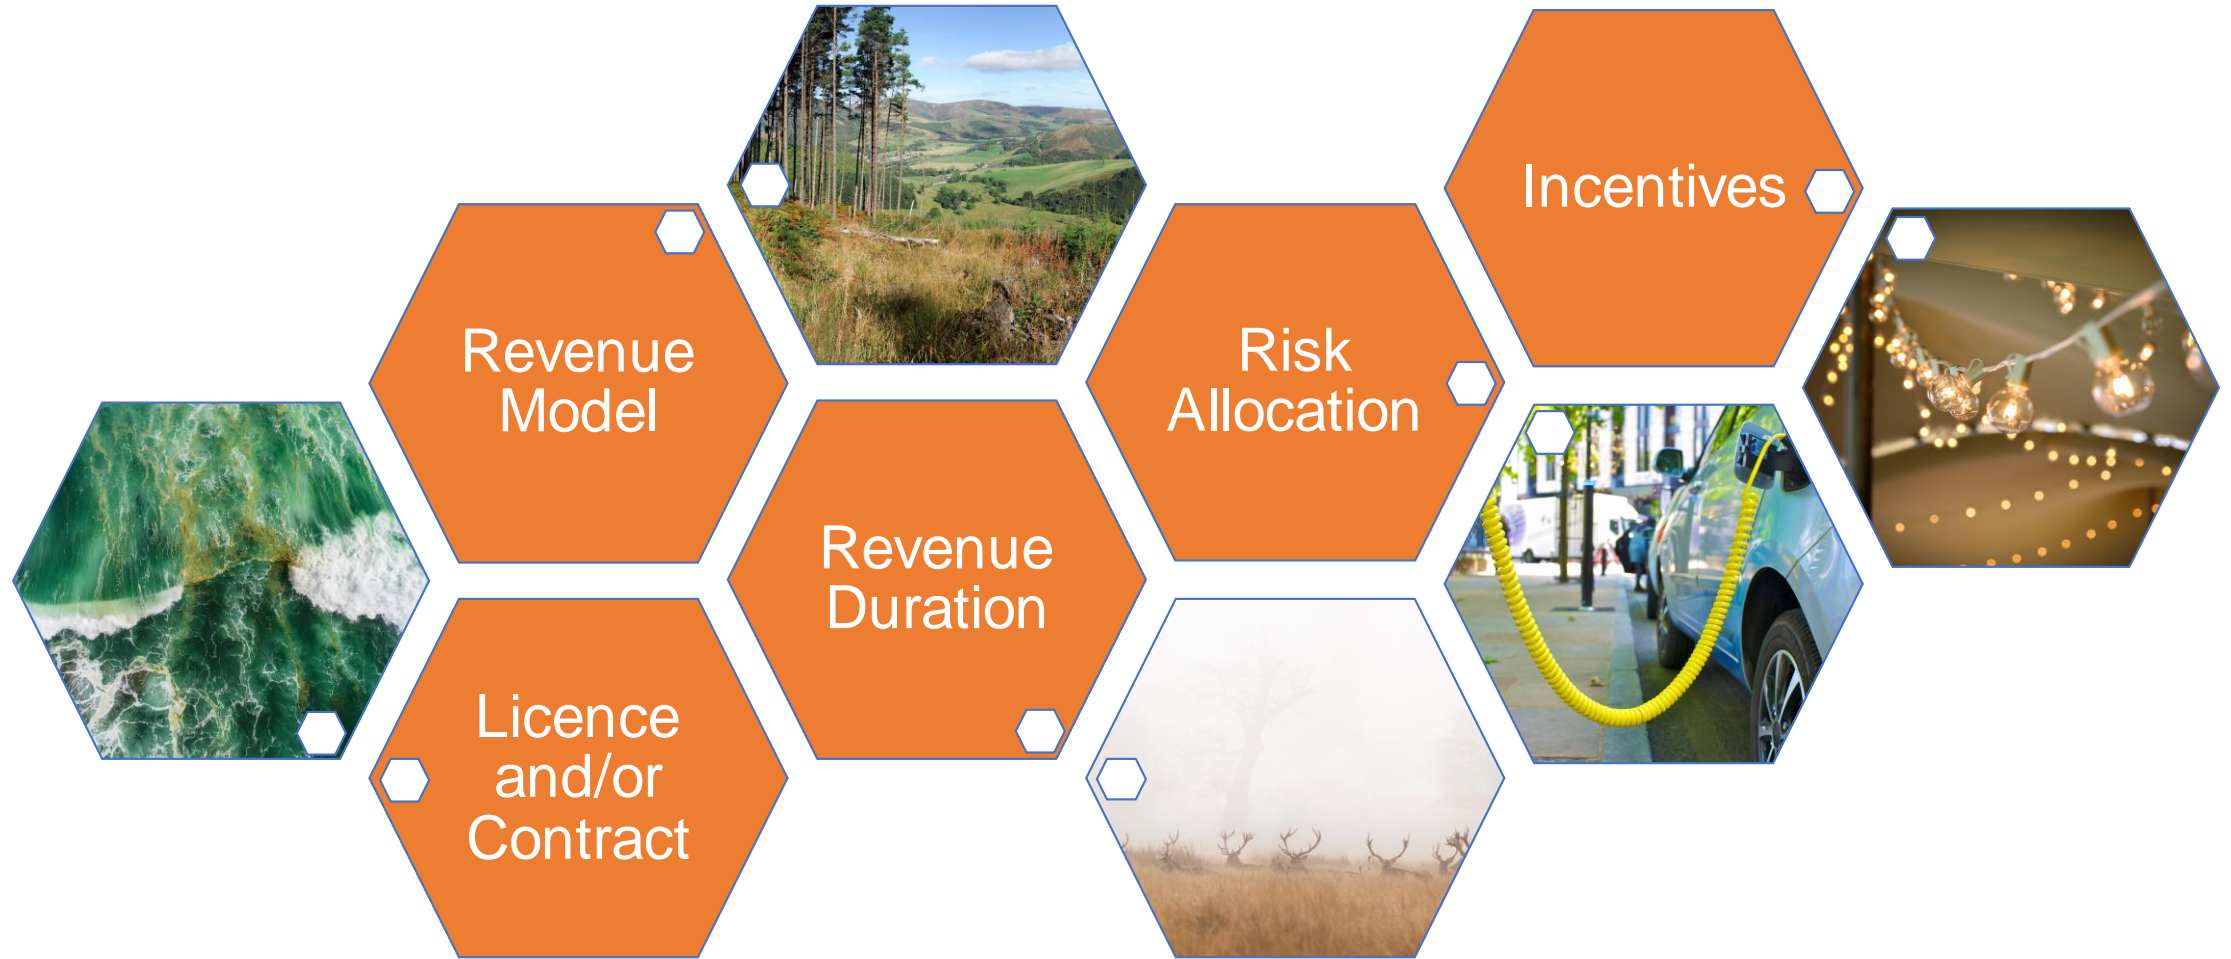 Revenue
Model
Licence
and/or
Contract
Revenue
Duration
Risk
Allocation
Incentives